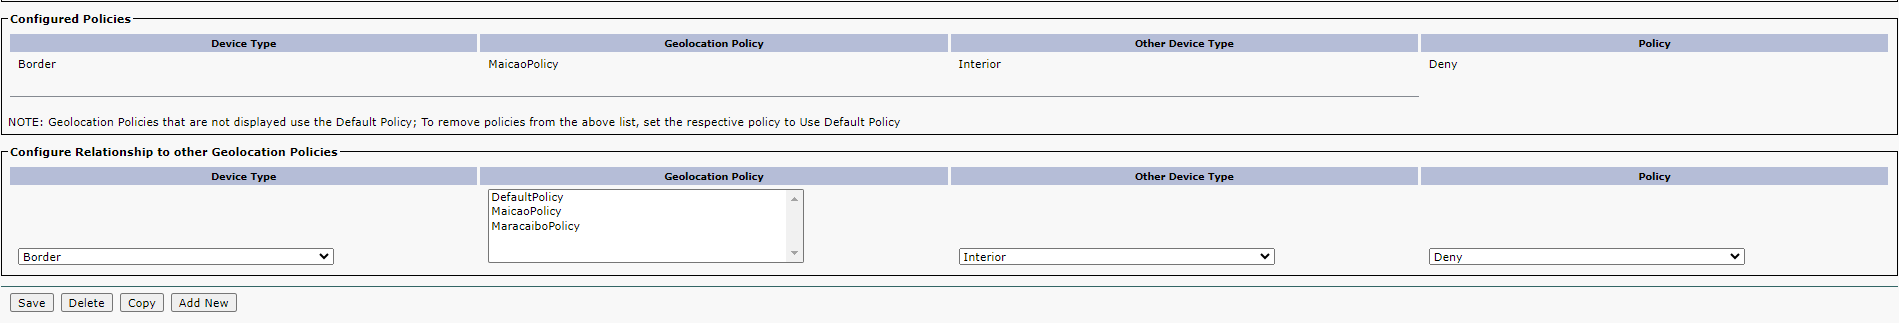 Configured Policies
Device Type Geolocation Policy Other Device Type Policy
Border MaicaoPolicy Interior Deny
NOTE: Geolocation Policies that are not displayed use the Default Policy; To remove policies from the above list, set the respective policy to Use Default Policy
Configure Relationship to other Geolocation Policies
Device Type Geolocation Policy Other Device Type Policy
DefaultPolicy
MaicaoPolicy
MaracaiboPolicy
Border Interior Deny
Save Delete Copy Add New